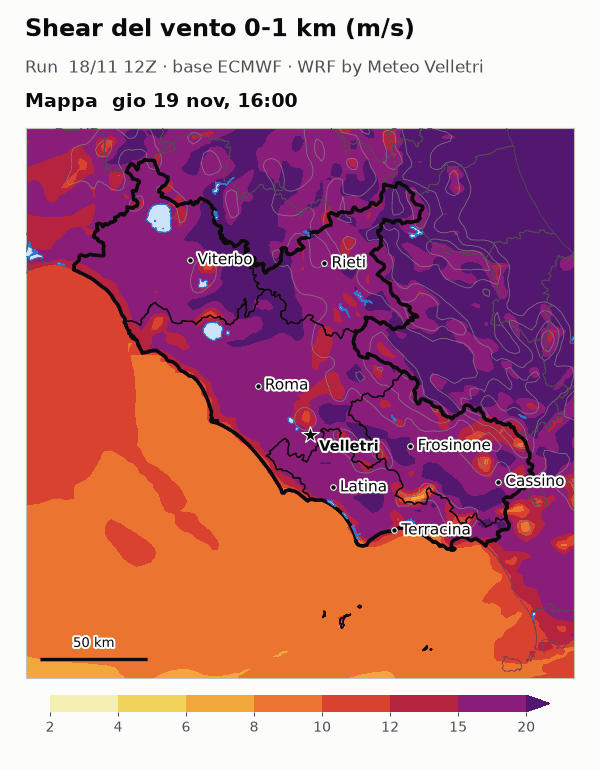 Shear del vento 0-1 km (m/s)
Run  18/11 12Z · base ECMWF · WRF by Meteo Velletri
Mappa  gio 19 nov, 16:00
Viterbo
Rieti
Roma
Velletri
Frosinone
Latina
Cassino
Terracina
50 km
2 4 6 8 10 12 15 20